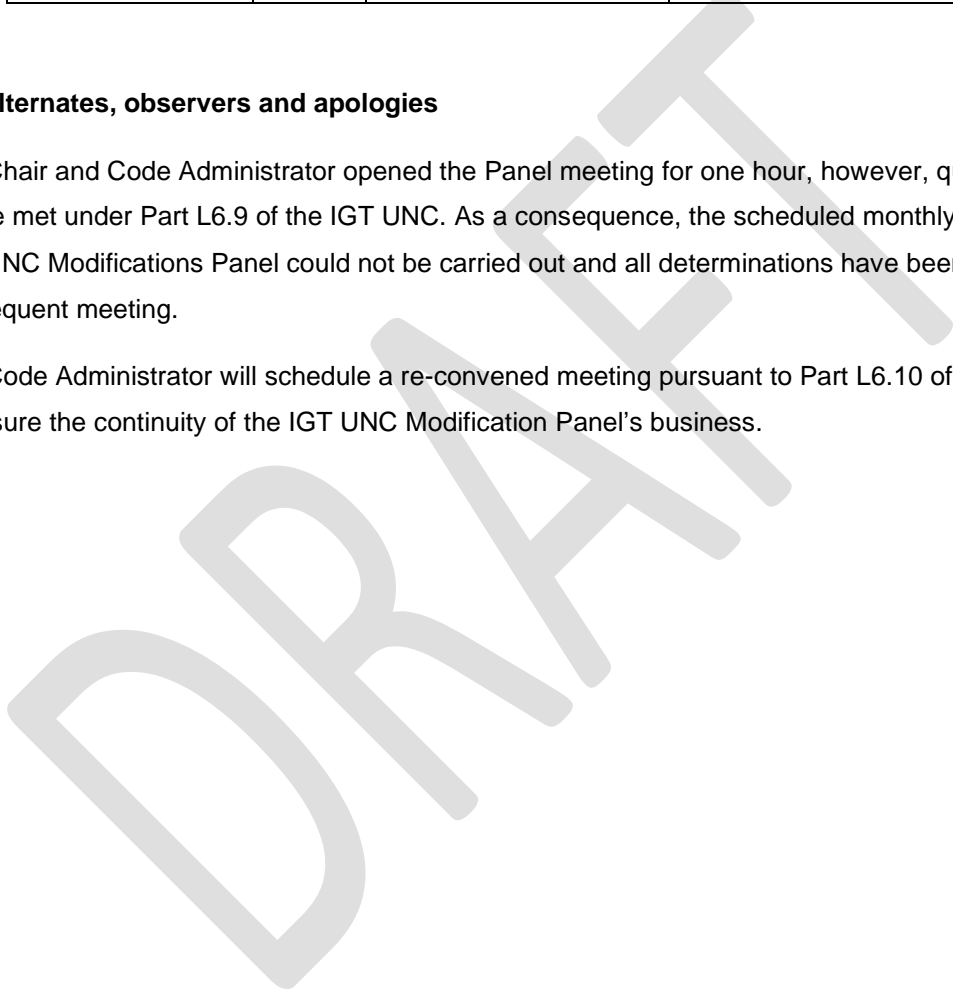 lternates, observers and apologies
Chair and Code Administrator opened the Panel meeting for one hour, however, q
e met under Part L6.9 of the IGT UNC. As a consequence, the scheduled monthly
NC Modifications Panel could not be carried out and all determinations have bee
equent meeting.
Code Administrator will schedule a re-convened meeting pursuant to Part L6.10 of
sure the continuity of the IGT UNC Modification Panel’s business.
DRAFT